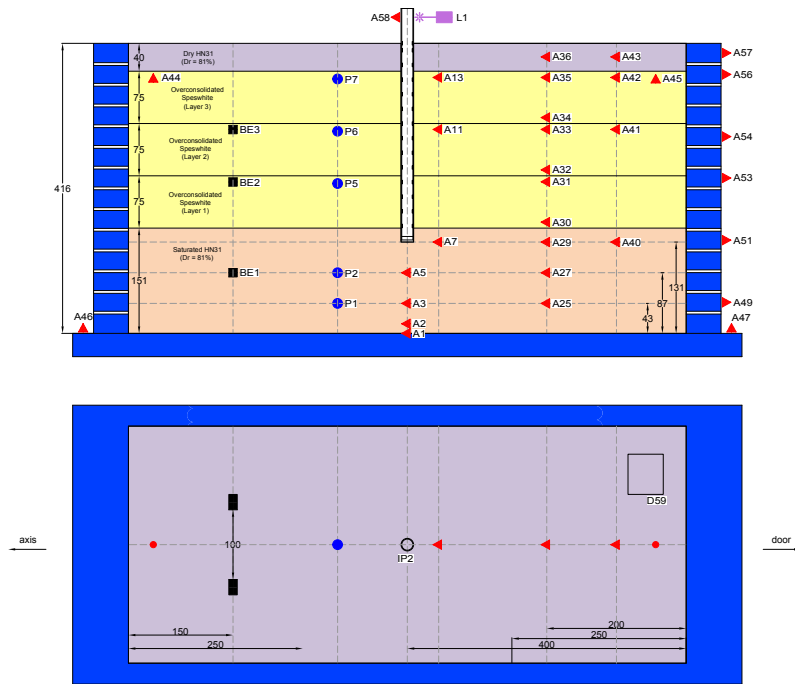 A58
L1
40
Dry HN31
(Dr = 81%)
A36
A43
A57
A44
P7
A13
A35
A42
A45
A56
75
Overconsolidated
Speswhite
(Layer 3)
A34
BE3
P6
A11
A33
A41
A54
75
Overconsolidated
Speswhite
(Layer 2)
A32
416
BE2
P5
A31
A53
75
Overconsolidated
Speswhite
(Layer 1)
A30
Saturated HN31
(Dr = 81%)
A7
A29
A40
A51
151
BE1
P2
A5
A27
131
87
P1
A3
A25
43
A49
A46
A2
A1
A47
D59
axis
100
IP2
door
150
200
250
250
400